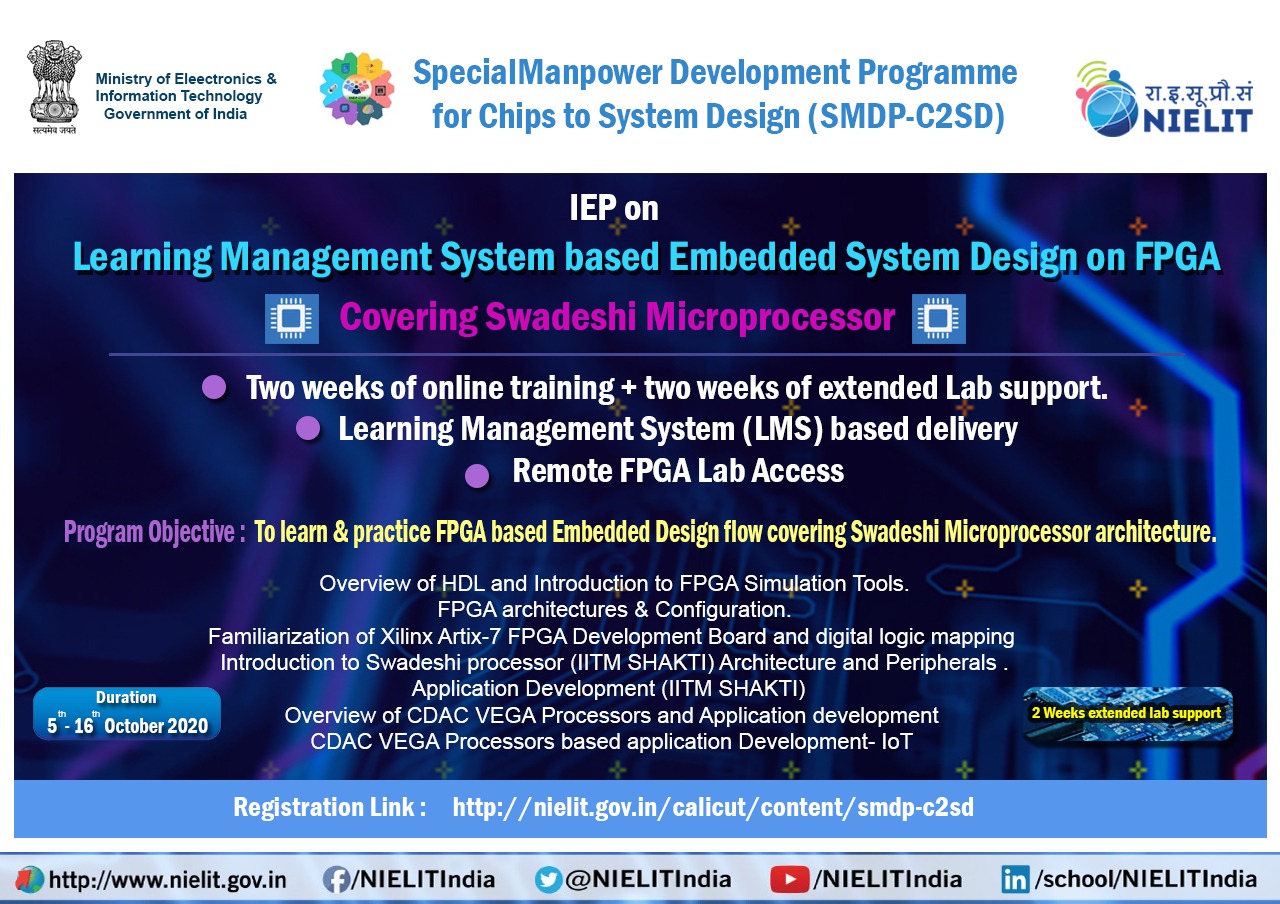 Ministry of Eleectronics &
Information Technology
Government of India
सत्यमेव जयते
SpecialManpower Development Programme
for Chips to System Design (SMDP-C2SD)
रा.इ.सू.प्रौ.सं
NIELIT
IEP on
Learning Management System based Embedded System Design on FPGA
Covering Swadeshi Microprocessor
Two weeks of online training + two weeks of extended Lab support.
Learning Management System (LMS) based delivery
Remote FPGA Lab Access
Program Objective : To learn & practice FPGA based Embedded Design flow covering Swadeshi Microprocessor architecture.
Overview of HDL and Introduction to FPGA Simulation Tools.
FPGA architectures & Configuration.
Familiarization of Xilinx Artix-7 FPGA Development Board and digital logic mapping
Introduction to Swadeshi processor (IITM SHAKTI) Architecture and Peripherals .
Application Development (IITM SHAKTI)
Overview of CDAC VEGA Processors and Application development
CDAC VEGA Processors based application Development- IoT
Duration
5th - 16th October 2020
2 Weeks extended lab support
Registration Link : http://nielit.gov.in/calicut/content/smdp-c2sd
http://www.nielit.gov.in /NIELITIndia @NIELITIndia /NIELITIndia /school/NIELITIndia